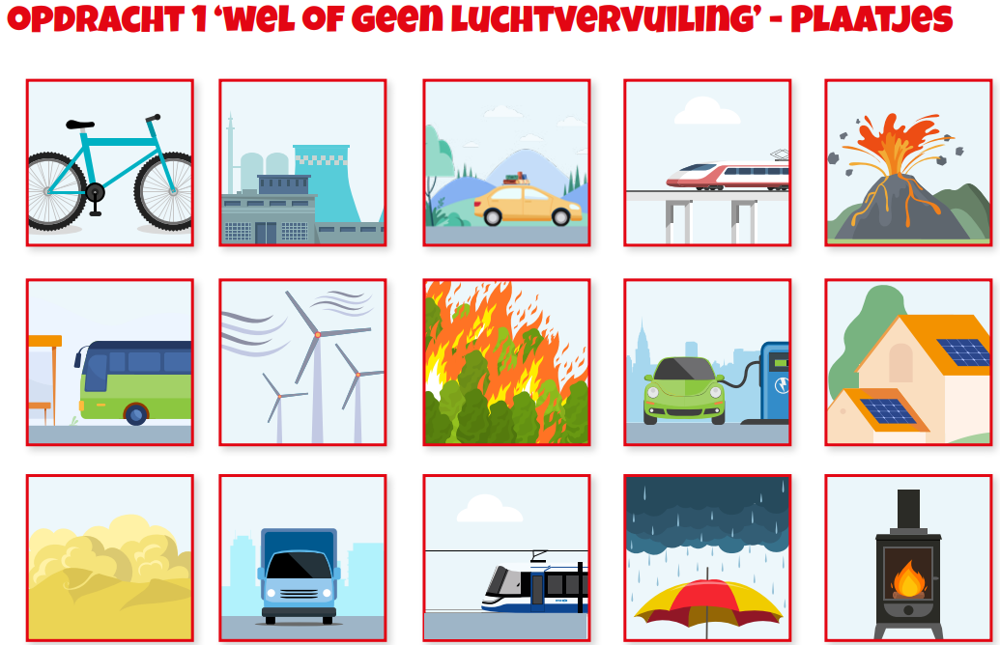 OPDRACHT 1 ‘WEL OF GEEN LUCHTVERVUILING’ - PLAATJES